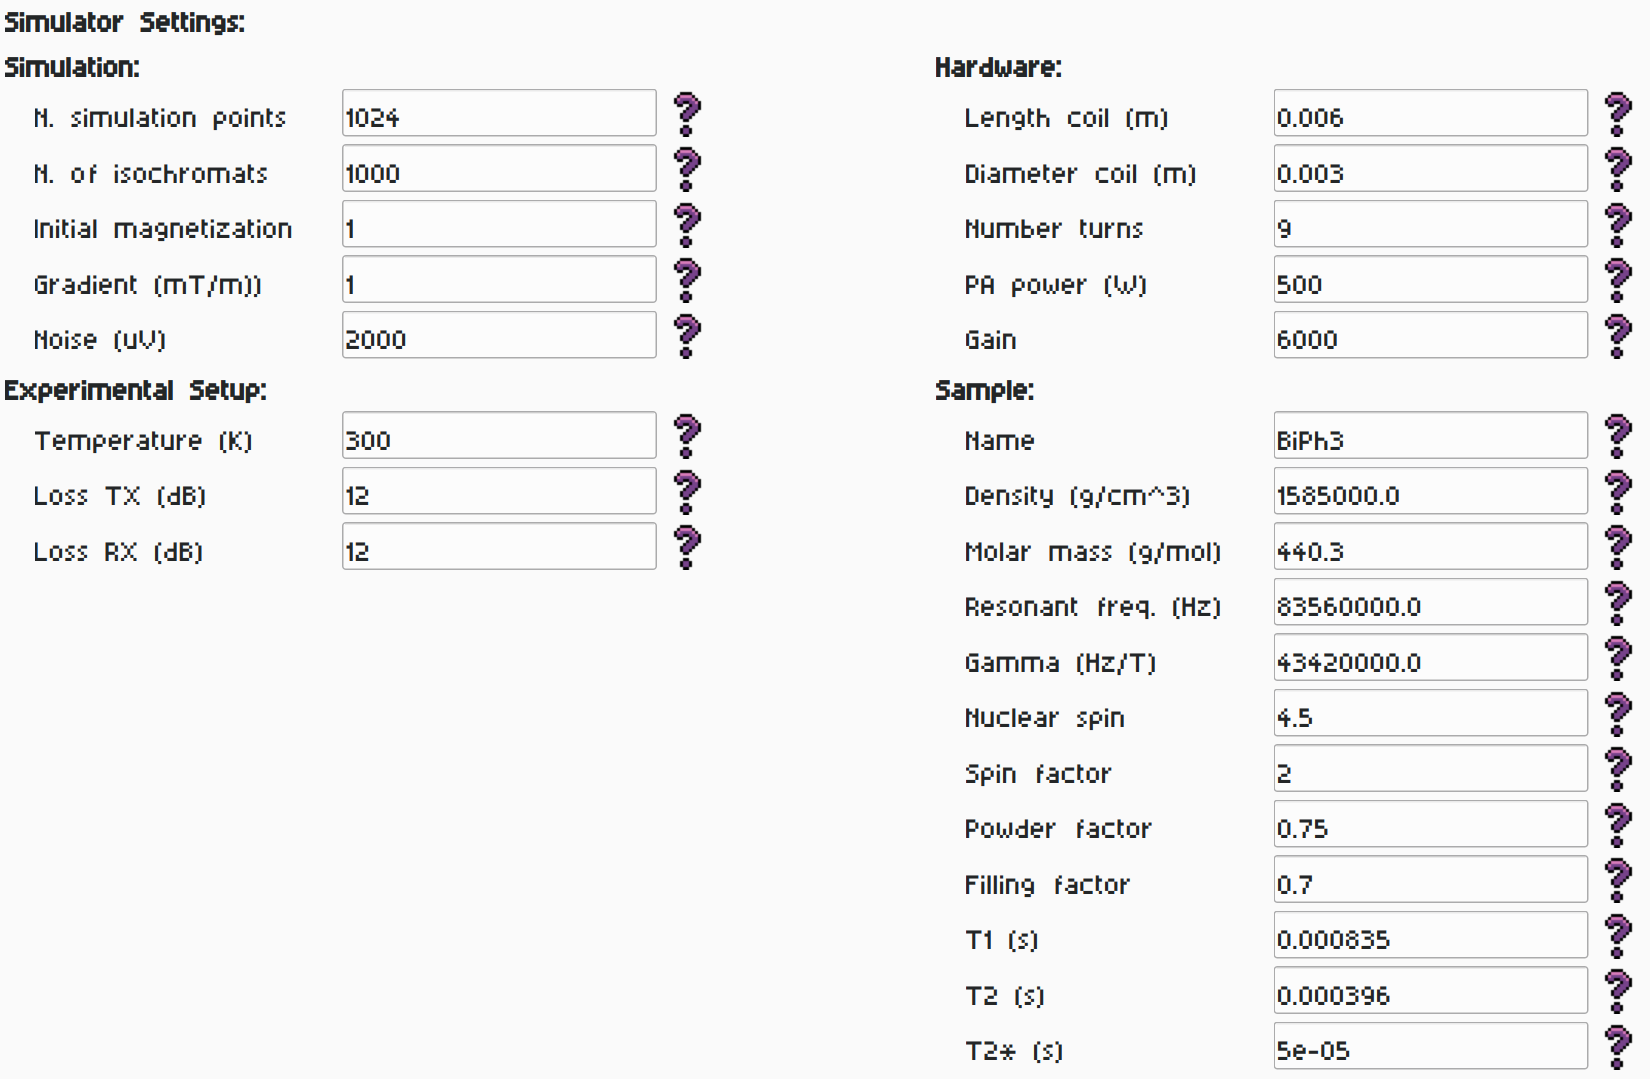 Simulator Settings:
Simulation:
N. simulation points 1024
N. of isochromats 1000
Initial magnetization 1
Gradient (mT/m)) 1
Noise (uV) 2000
Experimental Setup:
Temperature (K) 300
Loss TX (dB) 12
Loss RX (dB) 12
Hardware:
Length coil (m) 0.006
Diameter coil (m) 0.003
Number turns 9
PA power (W) 500
Gain 6000
Sample:
Name BiPh3
Density (g/cm^3) 1585000.0
Molar mass (g/mol) 440.3
Resonant freq. (Hz) 83560000.0
Gamma (Hz/T) 43420000.0
Nuclear spin 4.5
Spin factor 2
Powder factor 0.75
Filling factor 0.7
T1 (s) 0.000835
T2 (s) 0.000396
T2* (s) 5e-05